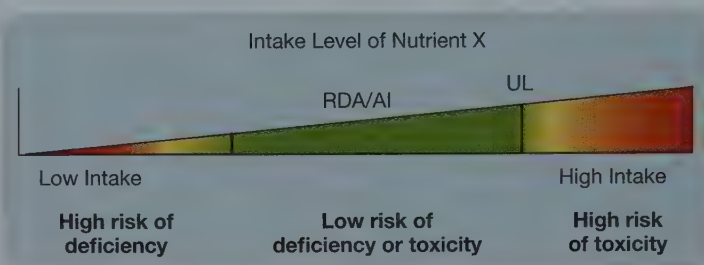 Intake Level of Nutrient X
UL
RDA/AI
Low Intake
High Intake
High risk of
deficiency
Low risk of
deficiency or toxicity
High risk
of toxicity